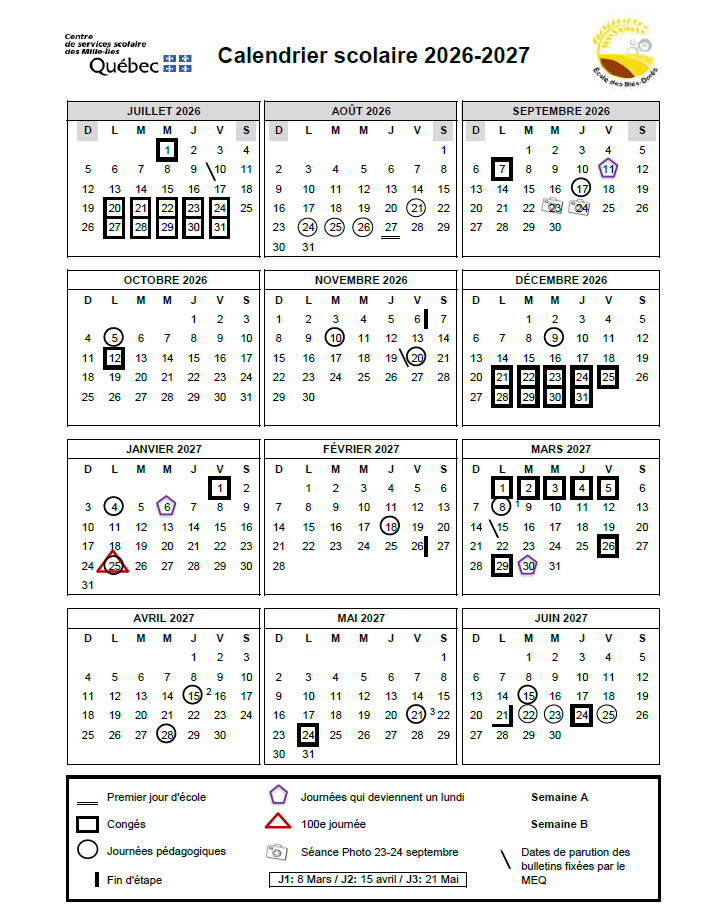 Centre
de services scolaire
des Mille-Îles
Québec
Calendrier scolaire 2026-2027
École des Blés-Dorés
JUILLET 2026
D L M M J V S
1 2 3 4
5 6 7 8 9 10 11
12 13 14 15 16 17 18
19 20 21 22 23 24 25
26 27 28 29 30 31
AOÛT 2026
D L M M J V S
1
2 3 4 5 6 7 8
9 10 11 12 13 14 15
16 17 18 19 20 21 22
23 24 25 26 27 28 29
30 31
SEPTEMBRE 2026
D L M M J V S
1 2 3 4 5
6 7 8 9 10 11 12
13 14 15 16 17 18 19
20 21 22 23 24 25 26
27 28 29 30
OCTOBRE 2026
D L M M J V S
1 2 3
4 5 6 7 8 9 10
11 12 13 14 15 16 17
18 19 20 21 22 23 24
25 26 27 28 29 30 31
NOVEMBRE 2026
D L M M J V S
1 2 3 4 5 6 7
8 9 10 11 12 13 14
15 16 17 18 19 20 21
22 23 24 25 26 27 28
29 30
DÉCEMBRE 2026
D L M M J V S
1 2 3 4 5
6 7 8 9 10 11 12
13 14 15 16 17 18 19
20 21 22 23 24 25 26
27 28 29 30 31
JANVIER 2027
D L M M J V S
1 2
3 4 5 6 7 8 9
10 11 12 13 14 15 16
17 18 19 20 21 22 23
24 25 26 27 28 29 30
31
FÉVRIER 2027
D L M M J V S
1 2 3 4 5 6
7 8 9 10 11 12 13
14 15 16 17 18 19 20
21 22 23 24 25 26 27
28
MARS 2027
D L M M J V S
1 2 3 4 5 6
7 8 1 9 10 11 12 13
14 15 16 17 18 19 20
21 22 23 24 25 26 27
28 29 30 31
AVRIL 2027
D L M M J V S
1 2 3
4 5 6 7 8 9 10
11 12 13 14 15 2 16 17
18 19 20 21 22 23 24
25 26 27 28 29 30
MAI 2027
D L M M J V S
1
2 3 4 5 6 7 8
9 10 11 12 13 14 15
16 17 18 19 20 21 3 22
23 24 25 26 27 28 29
30 31
JUIN 2027
D L M M J V S
1 2 3 4 5
6 7 8 9 10 11 12
13 14 15 16 17 18 19
20 21 22 23 24 25 26
27 28 29 30
Premier jour d'école
Congés
Journées pédagogiques
Fin d'étape
Journées qui deviennent un lundi
100e journée
Séance Photo 23-24 septembre
J1: 8 Mars / J2: 15 avril / J3: 21 Mai
Semaine A
Semaine B
Dates de parution des
bulletins fixées par le
MEQ